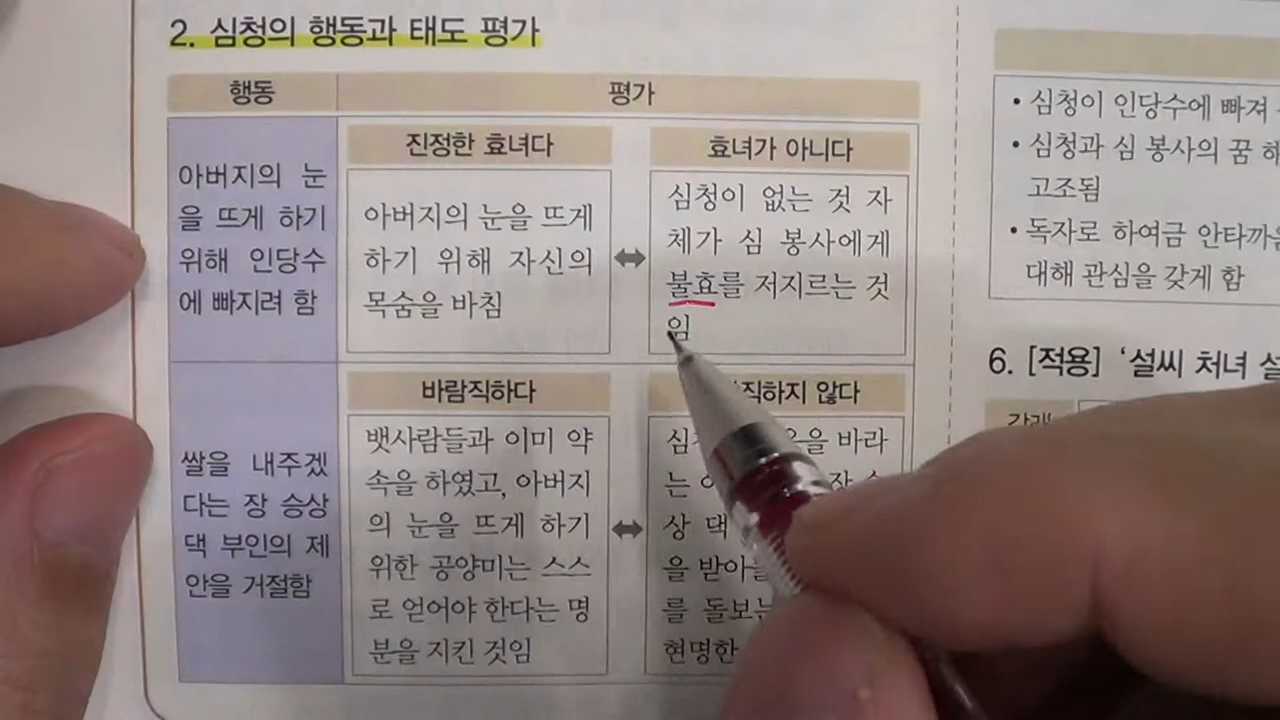 2. 심청의 행동과 태도 평가
행동
평가
아버지의 눈
을 뜨게 하기
위해 인당수
에 빠지려 함
진정한 효녀다
아버지의 눈을 뜨게
하기 위해 자신의
목숨을 바침
효녀가 아니다
심청이 없는 것 자
체가 심 봉사에게
불효를 저지르는 것
임
쌀을 내주겠
다는 장 승상
댁 부인의 제
안을 거절함
바람직하다
뱃사람들과 이미 약
속을 하였고, 아버지
의 눈을 뜨게 하기
위한 공양미는 스스
로 얻어야 한다는 명
분을 지킨 것임
직하지 않다
을 바라
는
상 댁
을 받아
를 돌보는
현명한
• 심청이 인당수에 빠져
• 심청과 심 봉사의 꿈
고조됨
• 독자로 하여금
대해 관심을 갖게 함
6. [적용] ‘설씨 처녀